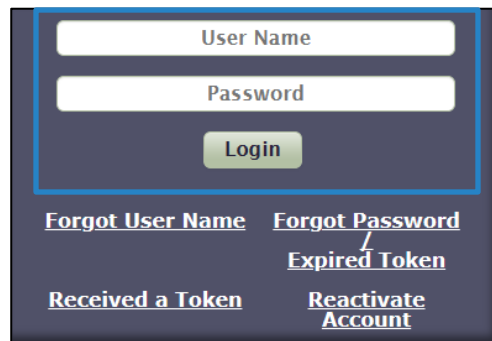 User Name
Password
Login
Forgot User Name
Forgot Password
/
Expired Token
Received a Token
Reactivate
Account